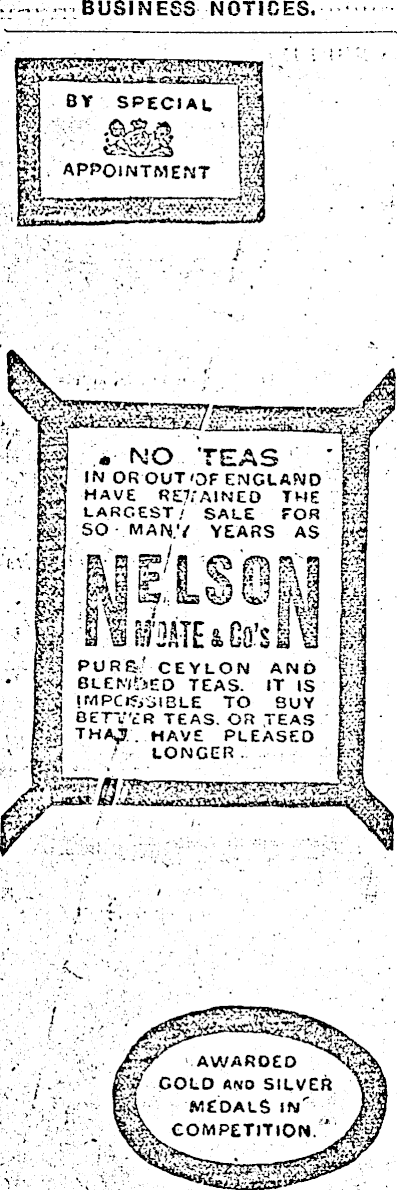 BUSINESS NOTICES.
BY SPECIAL
APPOINTMENT
NO TEAS
IN OR OUT OF ENGLAND
HAVE RETAINED THE
LARGEST SALE FOR
SO MANY YEARS AS
NELSON
MOATE & Co's
PURE CEYLON AND
BLENDED TEAS. IT IS
IMPOSSIBLE TO BUY
BETTER TEAS. OR TEAS
THAT HAVE PLEASED
LONGER.
AWARDED
GOLD AND SILVER
MEDALS IN
COMPETITION.